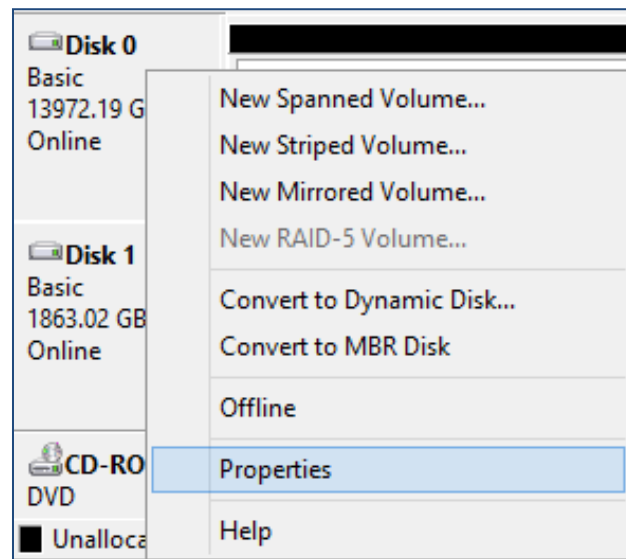 Disk 0
Basic
13972.19 G
Online
New Spanned Volume...
New Striped Volume...
New Mirrored Volume...
New RAID-5 Volume...
Convert to Dynamic Disk...
Convert to MBR Disk
Offline
Properties
Help
Disk 1
Basic
1863.02 GB
Online
CD-RO
DVD
Unalloca